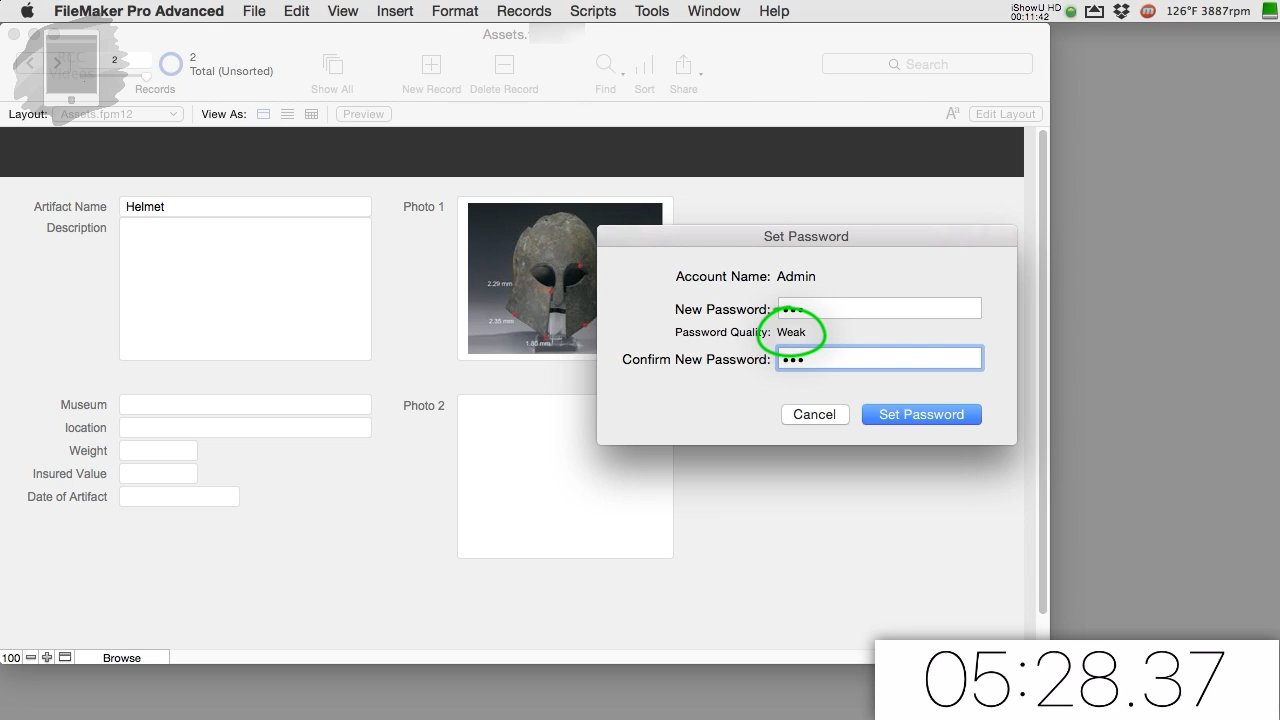 FileMaker Pro Advanced File Edit View Insert Format Records Scripts Tools Window Help
iShowU HD
00:11:42
126°F 3887rpm
Assets.
2
2
Total (Unsorted)
Records
Show All
New Record
Delete Record
Find
Sort
Share
Search
Layout: Assets.fpm12
View As:
Preview
Aa
Edit Layout
Artifact Name Helmet
Description
Photo 1
2.29 mm
2.35 mm
1.80 mm
Set Password
Account Name: Admin
New Password: •••
Password Quality: Weak
Confirm New Password: •••
Cancel
Set Password
Museum
location
Weight
Insured Value
Date of Artifact
Photo 2
100
Browse
05:28.37